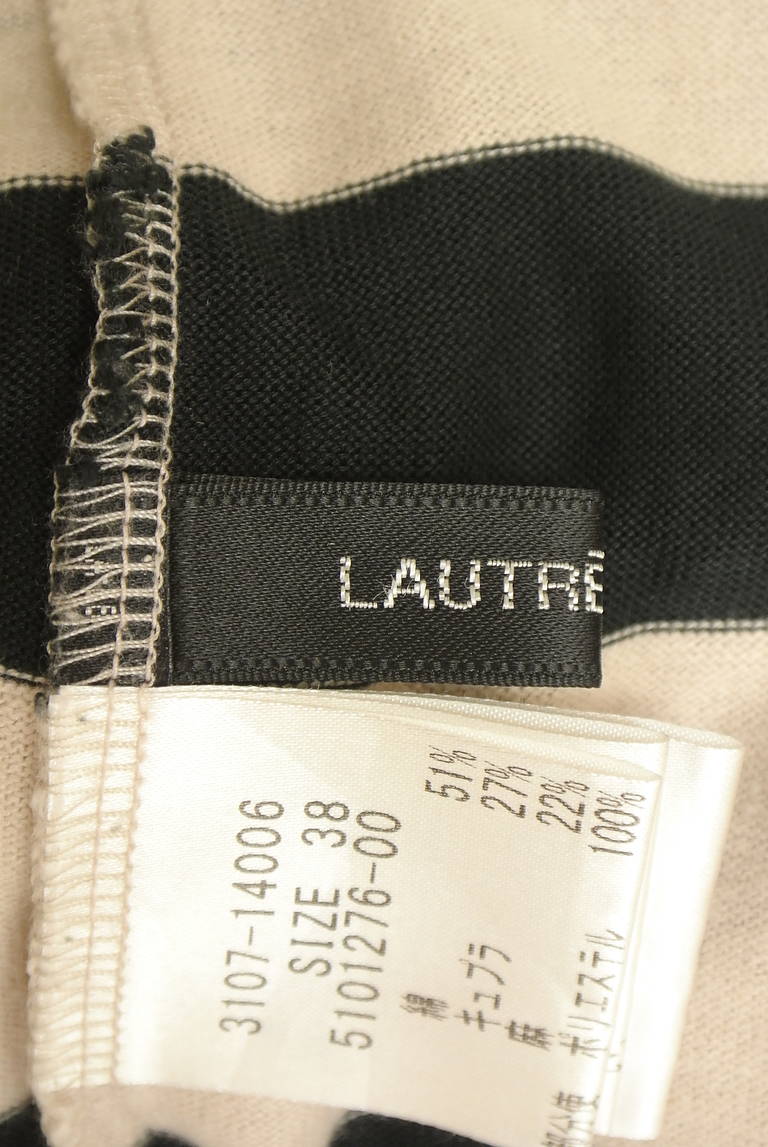 LAUTRÉ
3107-14006
SIZE 38
5101276-00
綿 51%
キュプラ 27%
麻 22%
ポリエステル 100%